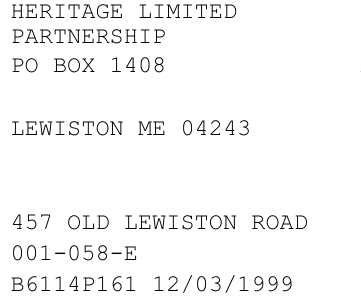 HERITAGE LIMITED
PARTNERSHIP
PO BOX 1408
LEWISTON ME 04243
457 OLD LEWISTON ROAD
001-058-E
B6114P161 12/03/1999